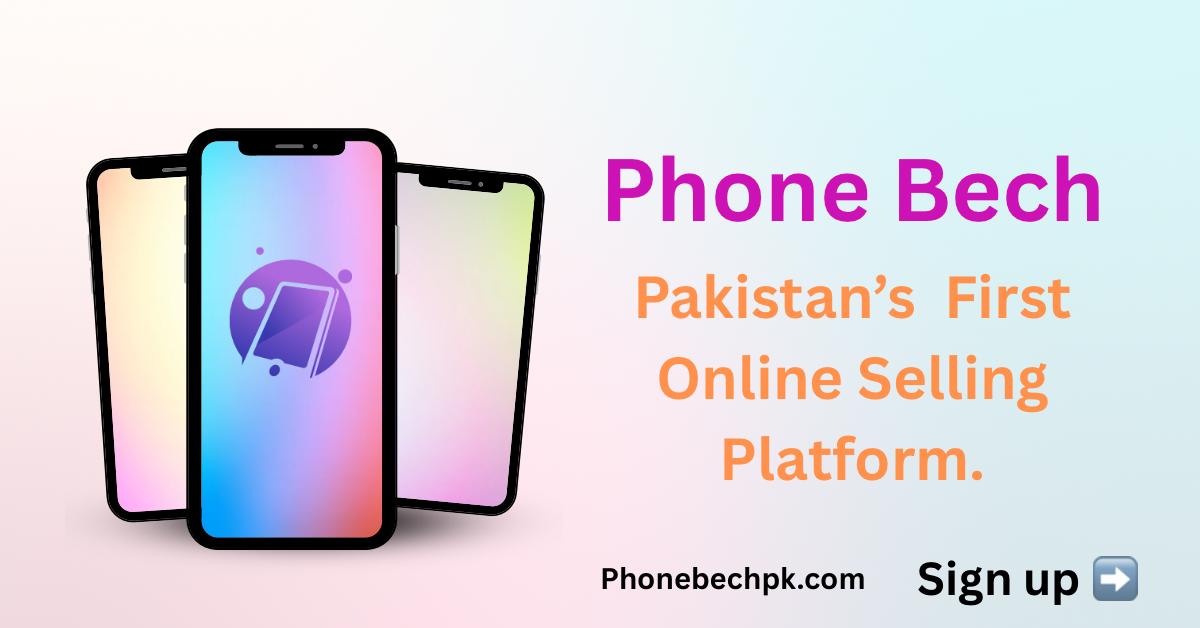 Phone Bech
Pakistan’s First
Online Selling
Platform.
Phonebechpk.com
Sign up ➡️